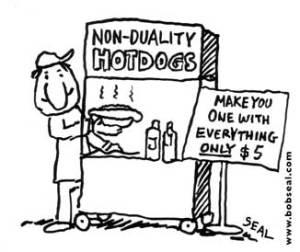 NON-DUALITY
HOTDOGS
MAKE YOU
ONE WITH
EVERYTHING
ONLY $5
SEAL
www.bobseal.com